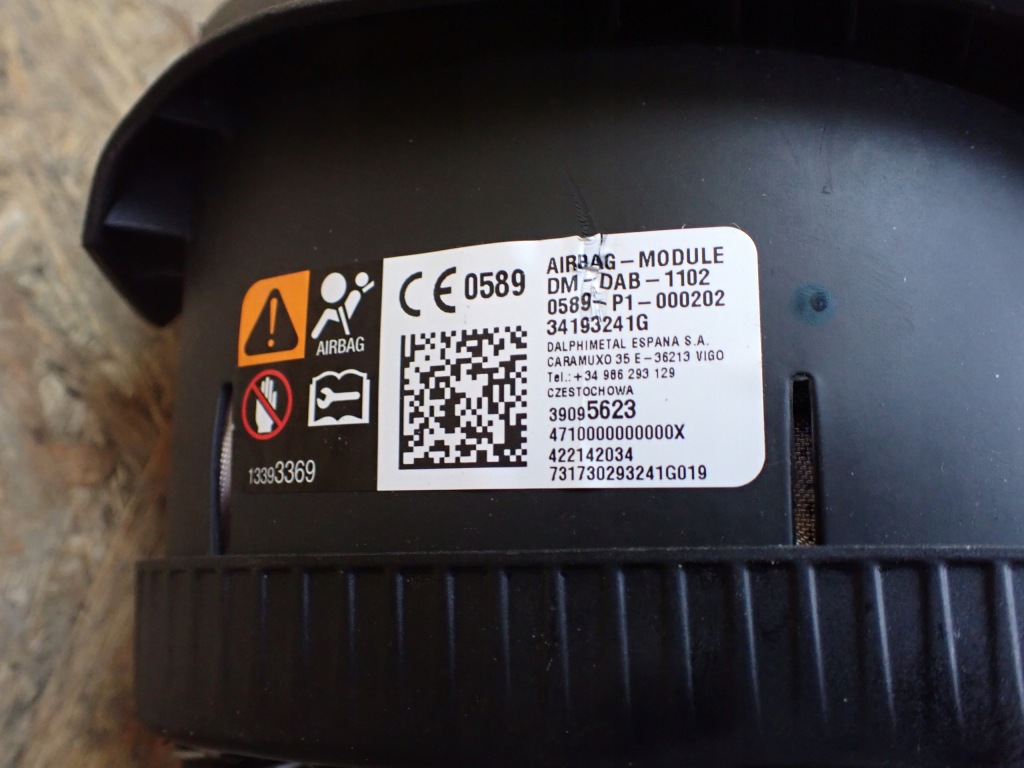 AIRBAG
13393369
CE 0589
AIRBAG-MODULE
DM-DAB-1102
0589-P1-000202
34193241G
DALPHIMETAL ESPANA S.A.
CARAMUXO 35 E-36213 VIGO
Tel.: +34 986 293 129
CZESTOCHOWA
39095623
4710000000000X
422142034
731730293241G019